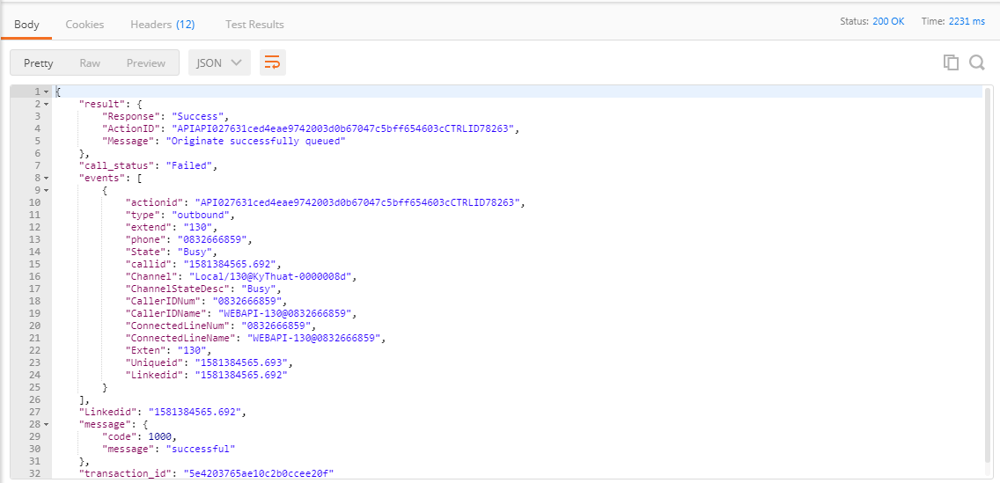 Body Cookies Headers (12) Test Results Status: 200 OK Time: 2231 ms
Pretty Raw Preview JSON
1 {
2 "result": {
3 "Response": "Success",
4 "ActionID": "APIAPI027631ced4eae9742003d0b67047c5bff654603cCTRLID78263",
5 "Message": "Originate successfully queued"
6 },
7 "call_status": "Failed",
8 "events": [
9 {
10 "actionid": "API027631ced4eae9742003d0b67047c5bff654603cCTRLID78263",
11 "type": "outbound",
12 "extend": "130",
13 "phone": "0832666859",
14 "State": "Busy",
15 "callid": "1581384565.692",
16 "Channel": "Local/130@KyThuat-0000008d",
17 "ChannelStateDesc": "Busy",
18 "CallerIDNum": "0832666859",
19 "CallerIDName": "WEBAPI-130@0832666859",
20 "ConnectedLineNum": "0832666859",
21 "ConnectedLineName": "WEBAPI-130@0832666859",
22 "Exten": "130",
23 "Uniqueid": "1581384565.693",
24 "Linkedid": "1581384565.692"
25 }
26 ],
27 "Linkedid": "1581384565.692",
28 "message": {
29 "code": 1000,
30 "message": "successful"
31 },
32 "transaction_id": "5e4203765ae10c2b0ccee20f"